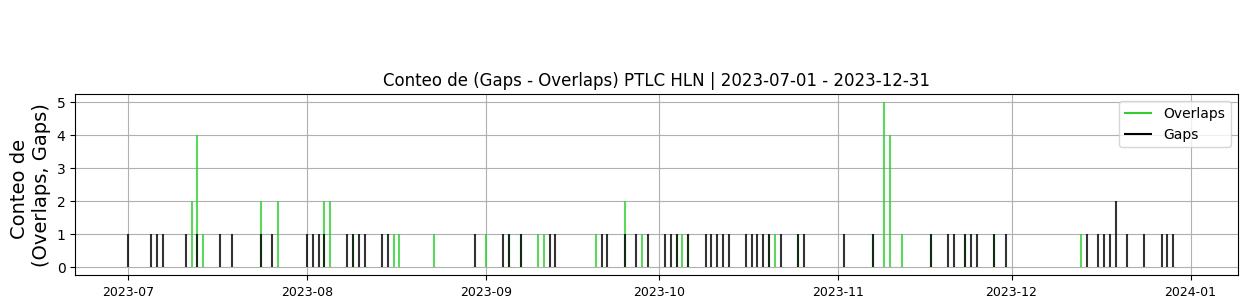 Conteo de (Gaps - Overlaps) PTLC HLN | 2023-07-01 - 2023-12-31
Conteo de
(Overlaps, Gaps)
5
4
3
2
1
0
Overlaps
Gaps
2023-07
2023-08
2023-09
2023-10
2023-11
2023-12
2024-01